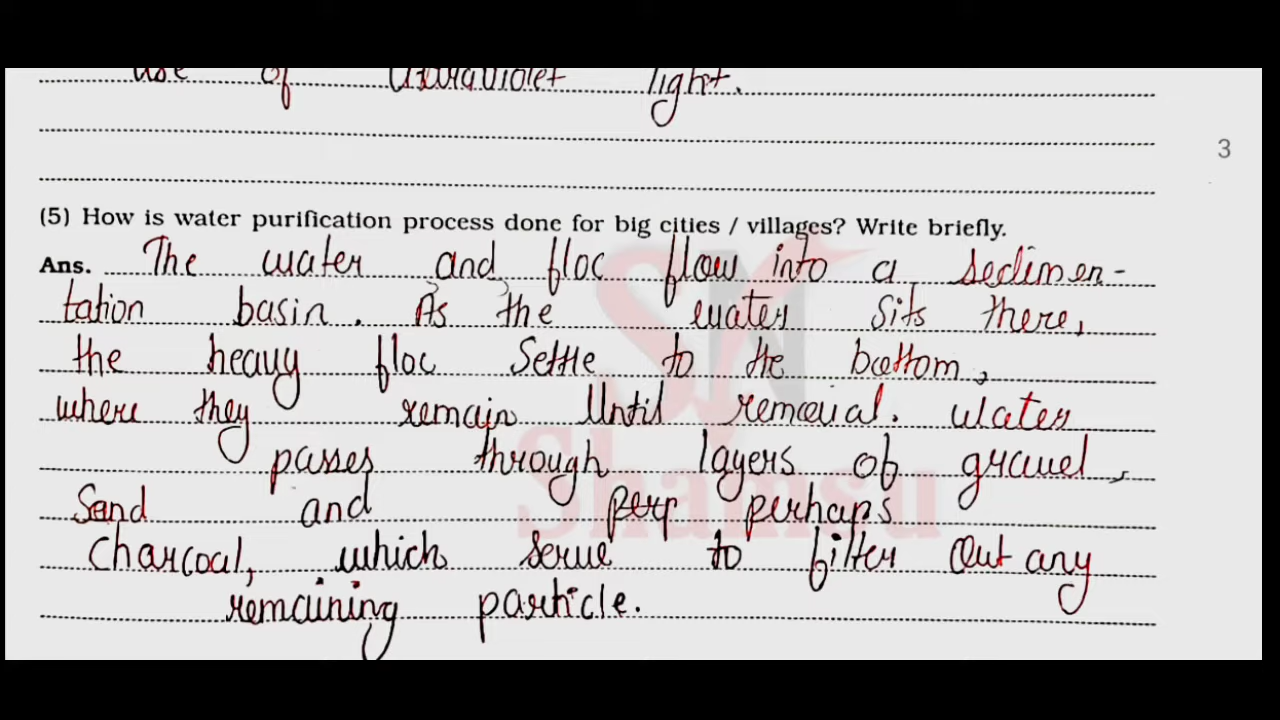 use of Ultraviolet light.
3
(5) How is water purification process done for big cities / villages? Write briefly.
Ans. The water and floc flow into a sedimen-
tation basin. As the water sits there,
the heavy floc settle to the bottom,
where they remain Until removal. Water
passes through layers of gravel,
Sand and perp perhaps
Charcoal, which serve to filter Out any
remaining particle.
SN
Shamsu